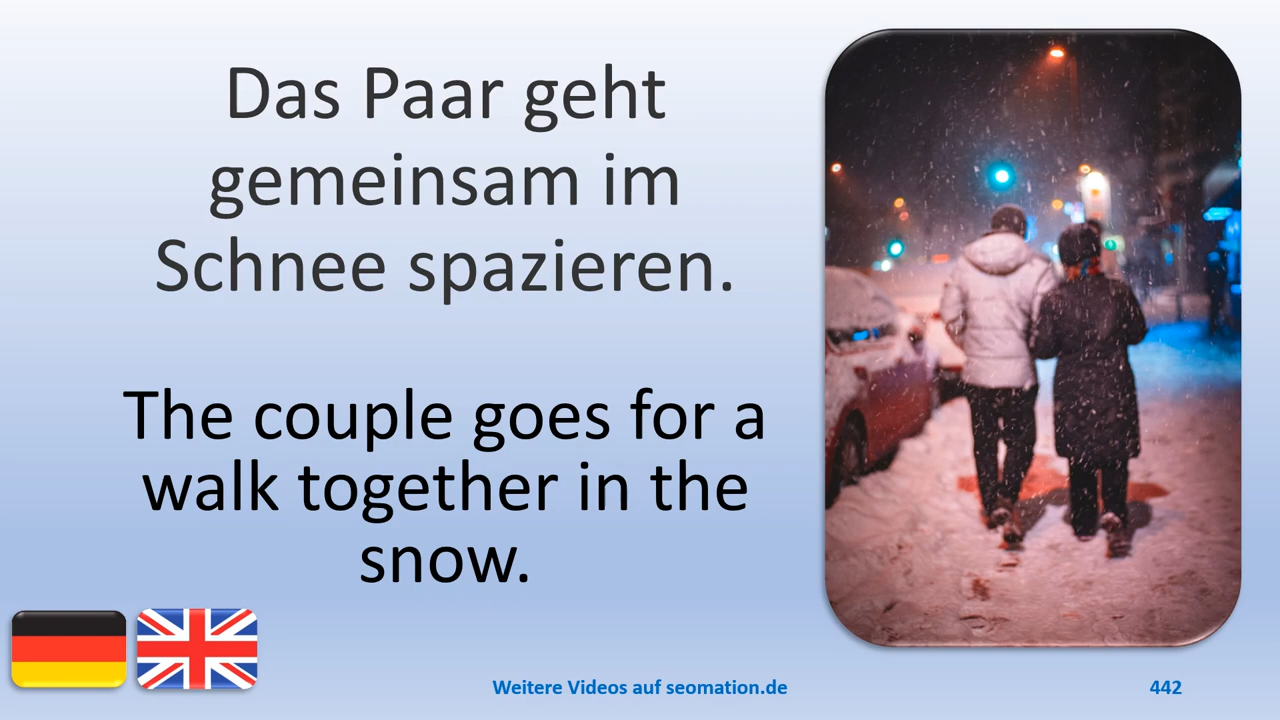 Das Paar geht
gemeinsam im
Schnee spazieren.
The couple goes for a
walk together in the
snow.
Weitere Videos auf seomation.de
442